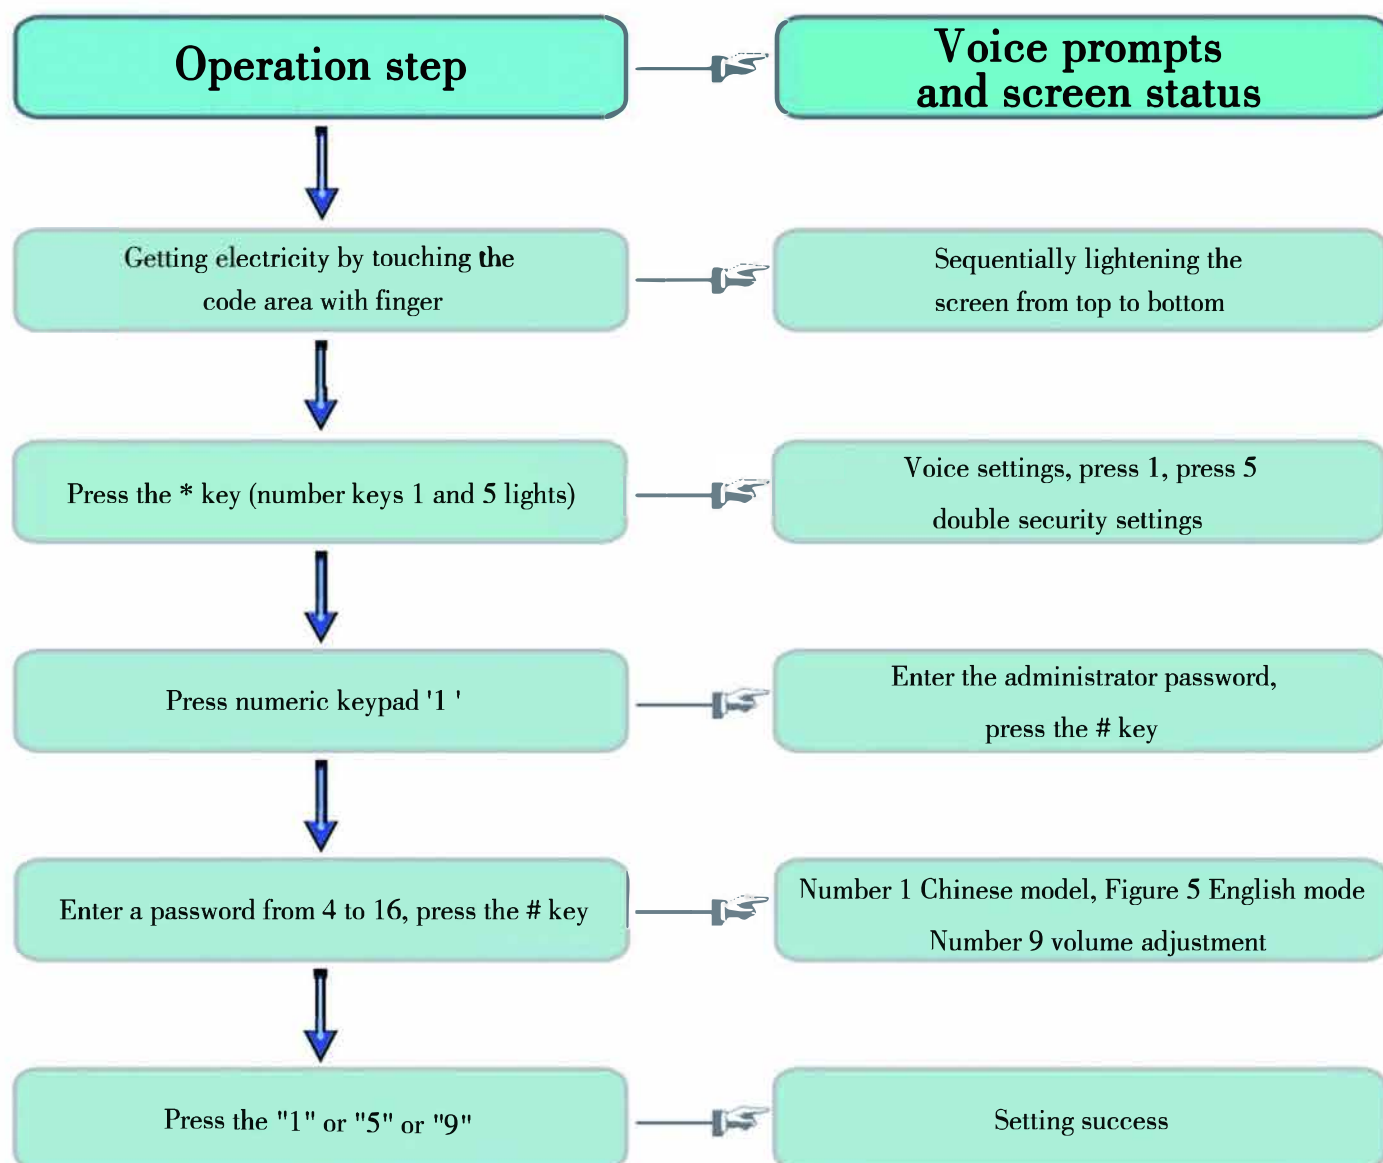 Operation step
Voice prompts
and screen status
Getting electricity by touching the
code area with finger
Sequentially lightening the
screen from top to bottom
Press the * key (number keys 1 and 5 lights)
Voice settings, press 1, press 5
double security settings
Press numeric keypad '1 '
Enter the administrator password,
press the # key
Enter a password from 4 to 16, press the # key
Number 1 Chinese model, Figure 5 English mode
Number 9 volume adjustment
Press the "1" or "5" or "9"
Setting success